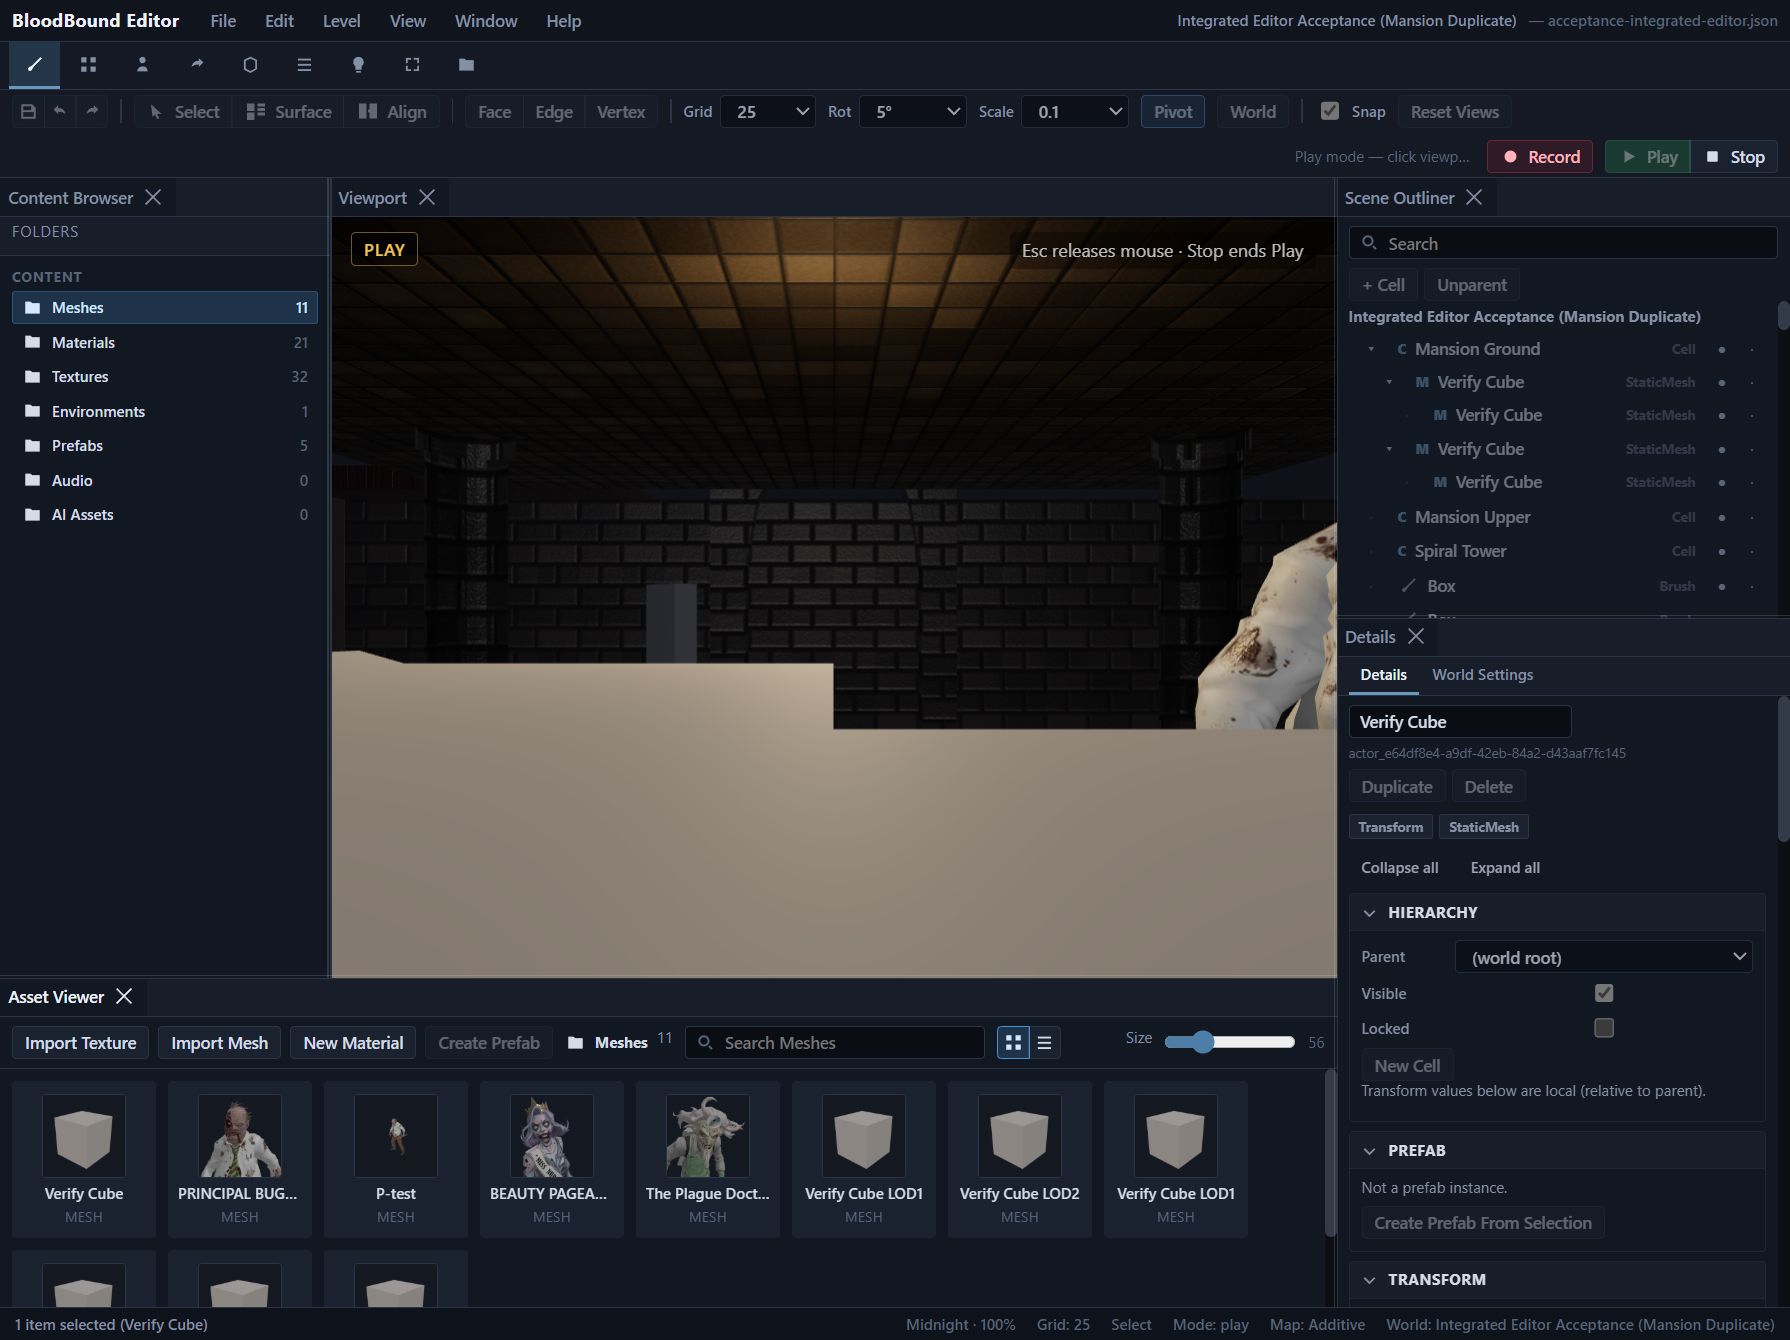 BloodBound Editor File Edit Level View Window Help Integrated Editor Acceptance (Mansion Duplicate) — acceptance-integrated-editor.json
Select Surface Align Face Edge Vertex Grid 25 Rot 5° Scale 0.1 Pivot World Snap Reset Views
Play mode — click viewp... Record Play Stop
Content Browser
FOLDERS
CONTENT
Meshes 11
Materials 21
Textures 32
Environments 1
Prefabs 5
Audio 0
AI Assets 0
Viewport
PLAY
Esc releases mouse · Stop ends Play
Scene Outliner
Search
+ Cell Unparent
Integrated Editor Acceptance (Mansion Duplicate)
C Mansion Ground Cell
M Verify Cube StaticMesh
M Verify Cube StaticMesh
M Verify Cube StaticMesh
M Verify Cube StaticMesh
C Mansion Upper Cell
C Spiral Tower Cell
Box Brush
Details
Details World Settings
Verify Cube
actor_e64df8e4-a9df-42eb-84a2-d43aaf7fc145
Duplicate Delete
Transform StaticMesh
Collapse all Expand all
HIERARCHY
Parent (world root)
Visible
Locked
New Cell
Transform values below are local (relative to parent).
PREFAB
Not a prefab instance.
Create Prefab From Selection
TRANSFORM
Asset Viewer
Import Texture Import Mesh New Material Create Prefab Meshes 11 Search Meshes Size 56
Verify Cube PRINCIPAL BUG... P-test BEAUTY PAGEA... The Plague Doct... Verify Cube LOD1 Verify Cube LOD2 Verify Cube LOD1
MESH MESH MESH MESH MESH MESH MESH MESH
1 item selected (Verify Cube) Midnight · 100% Grid: 25 Select Mode: play Map: Additive World: Integrated Editor Acceptance (Mansion Duplicate)